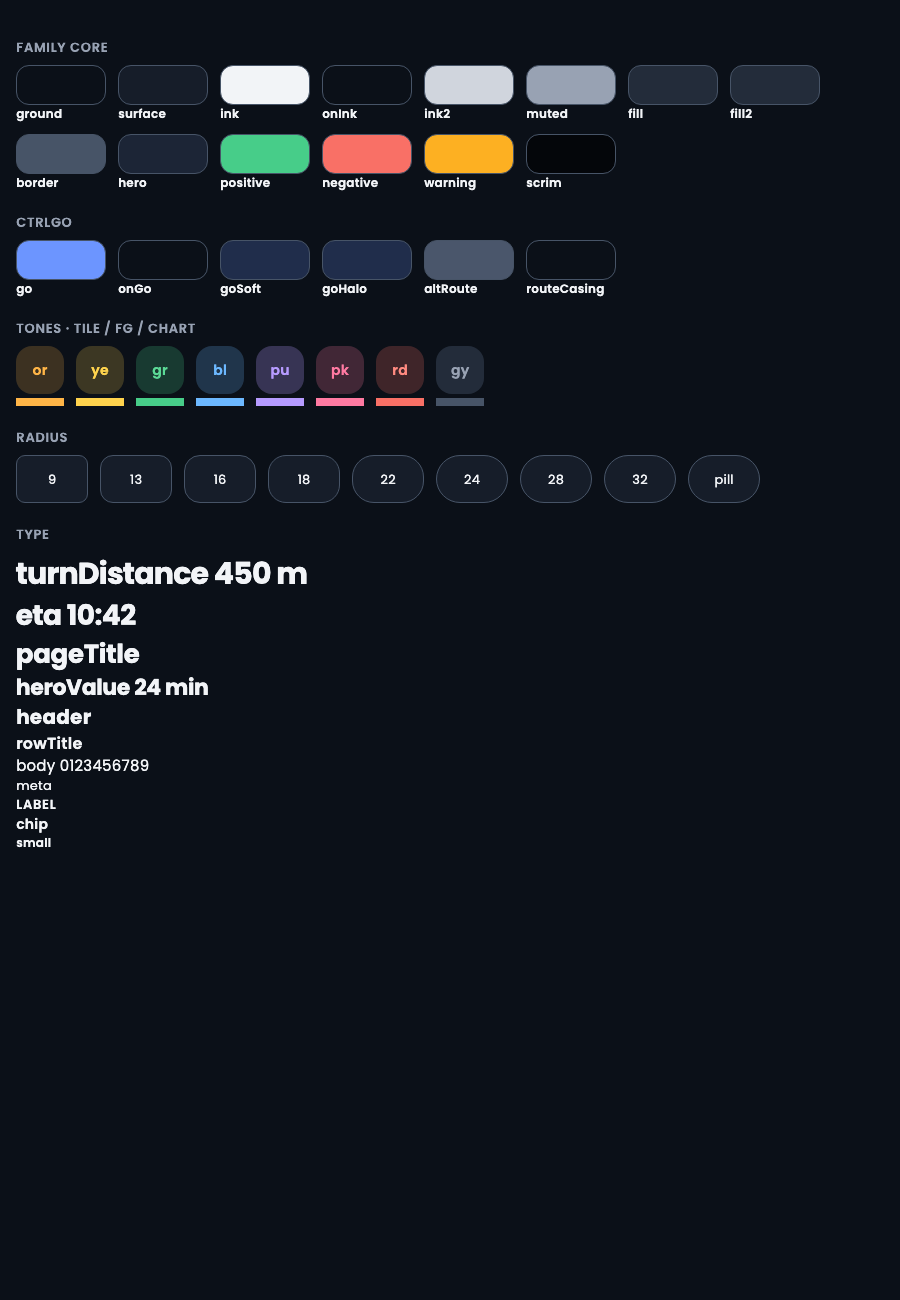 FAMILY CORE
ground surface ink onInk ink2 muted fill fill2
border hero positive negative warning scrim
CTRLGO
go onGo goSoft goHalo altRoute routeCasing
TONES · TILE / FG / CHART
or ye gr bl pu pk rd gy
RADIUS
9 13 16 18 22 24 28 32 pill
TYPE
turnDistance 450 m
eta 10:42
pageTitle
heroValue 24 min
header
rowTitle
body 0123456789
meta
LABEL
chip
small